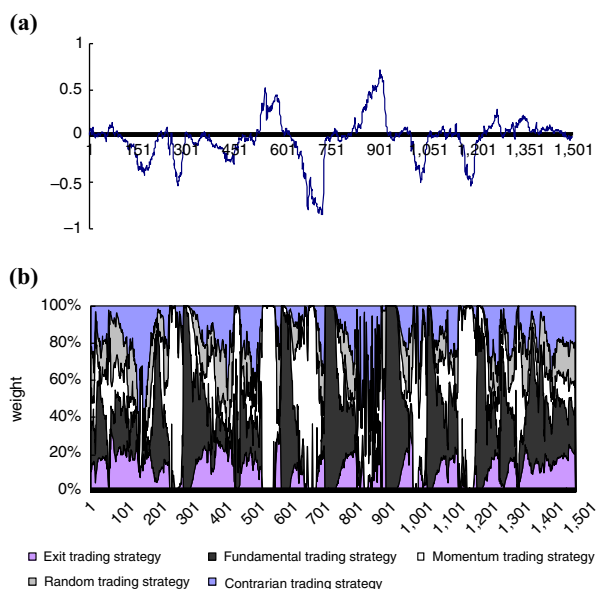 (a)
1
0.5
0
1 151 301 451 601 751 901 1,051 1,201 1,351 1,501
−0.5
−1
(b)
100%
80%
60%
40%
20%
0%
weight
1 101 201 301 401 501 601 701 801 901 1,001 1,101 1,201 1,301 1,401 1,501
Exit trading strategy Fundamental trading strategy Momentum trading strategy
Random trading strategy Contrarian trading strategy